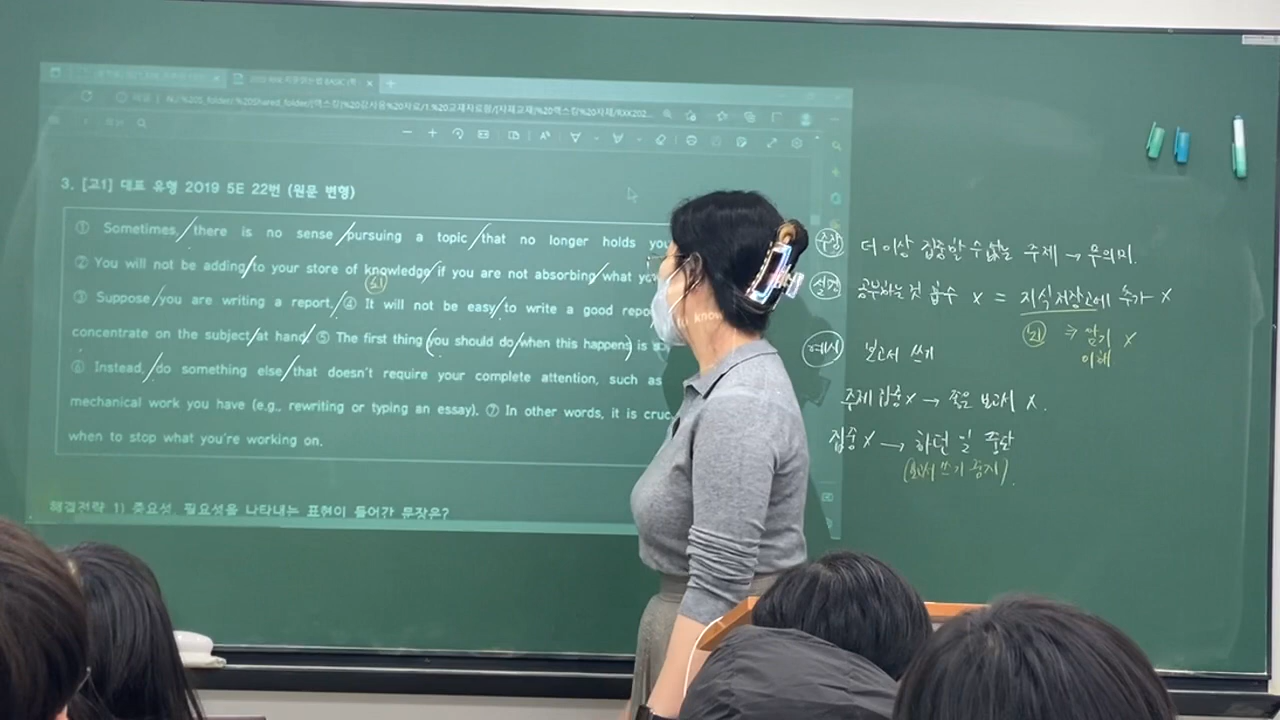 3. [고1] 대표 유형 2019 5E 22번 (원문 변형)
① Sometimes, there is no sense pursuing a topic that no longer holds you
② You will not be adding to your store of knowledge if you are not absorbing what
③ Suppose you are writing a report. ④ It will not be easy to write a good
concentrate on the subject at hand. ⑤ The first thing you should do when this happens is
⑥ Instead, do something else that doesn't require your complete attention, such as
mechanical work you have (e.g., rewriting or typing an essay). ⑦ In other words, it is
when to stop what you're working on.
해결전략 1) 중요성, 필요성을 나타내는 표현이 들어간 문장은?
주장 더 이상 집중할 수 없는 주제 → 무의미.
공부하는 것 흡수 x = 지식저장고에 추가 x
뇌 ⇒ 암기 x
이해
예시 보고서 쓰기
주제 집중 x → 좋은 보고서 x.
집중 x → 하던 일 중단
(보고서 쓰기 중지).